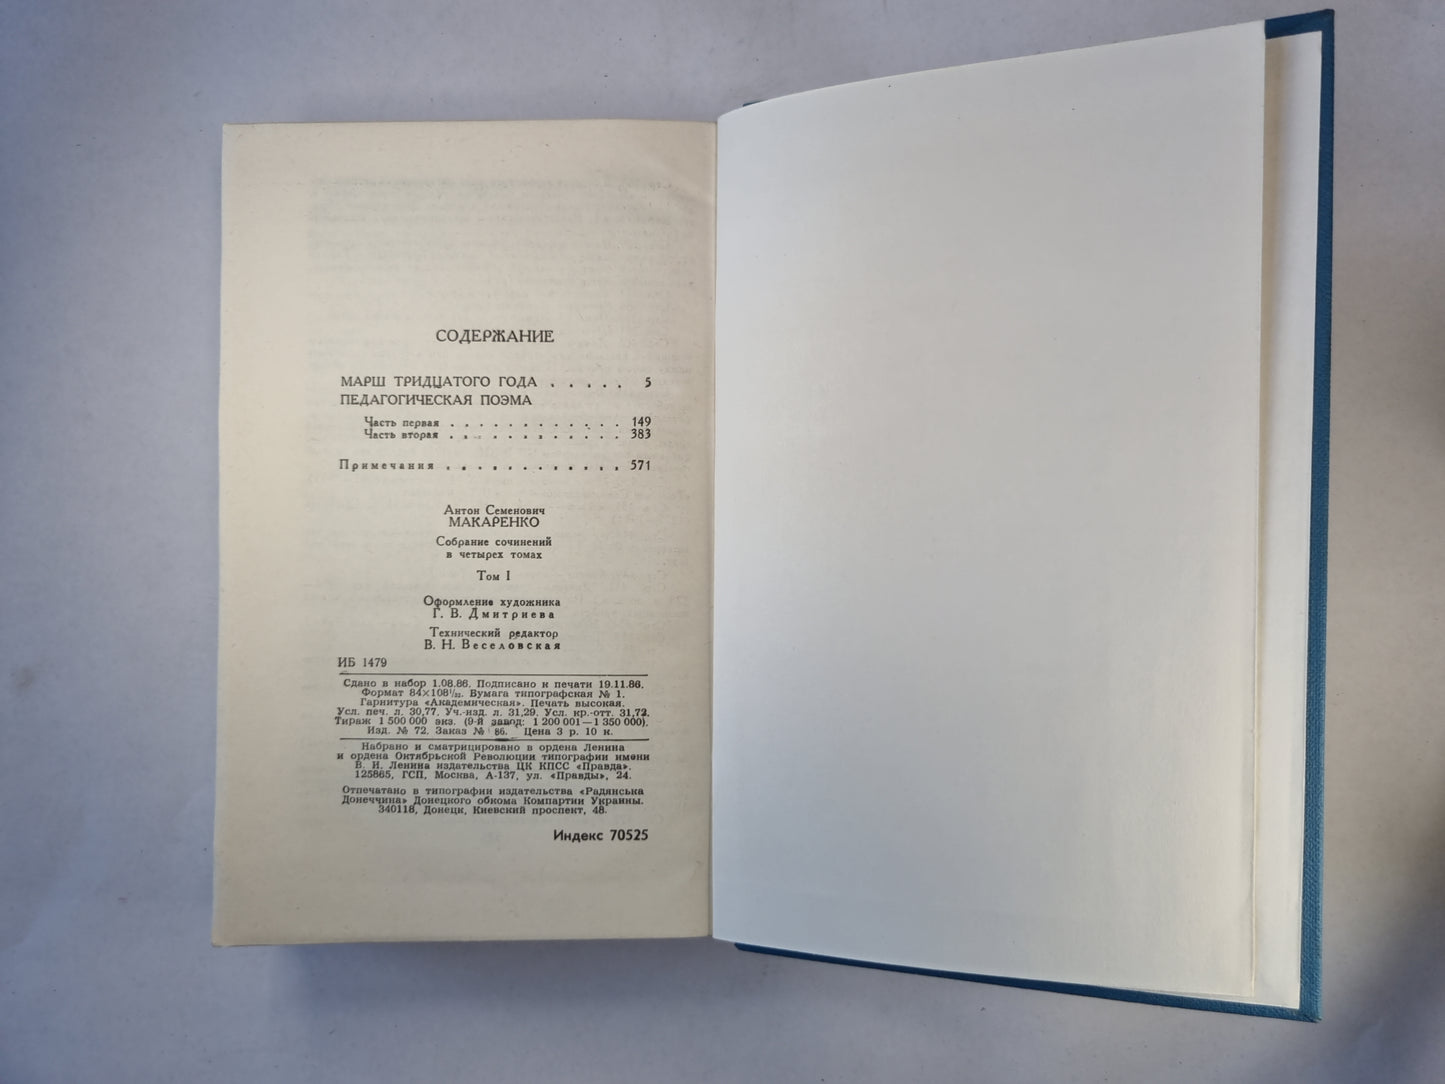 СОДЕРЖАНИЕ
МАРШ ТРИДЦАТОГО ГОДА . . . . . 5
ПЕДАГОГИЧЕСКАЯ ПОЭМА
Часть первая . . . . . . . . . . . . 149
Часть вторая . . . . . . . . . . . . 383
Примечания . . . . . . . . . . . . 571
Антон Семенович
МАКАРЕНКО
Собрание сочинений
в четырех томах
Том I
Оформление художника
Г. В. Дмитриева
Технический редактор
В. Н. Веселовская
ИБ 1479
Сдано в набор 1.08.86. Подписано к печати 19.11.86.
Формат 84×108¹/₃₂. Бумага типографская № 1.
Гарнитура «Академическая». Печать высокая.
Усл. печ. л. 30,77. Уч.-изд. л. 31,29. Усл. кр.-отт. 31,72.
Тираж 1 500 000 экз. (9-й завод: 1 200 001—1 350 000).
Изд. № 72. Заказ № 86. Цена 3 р. 10 к.
Набрано и сматрицировано в ордена Ленина
и ордена Октябрьской Революции типографии имени
В. И. Ленина издательства ЦК КПСС «Правда».
125865, ГСП, Москва, А-137, ул. «Правды», 24.
Отпечатано в типографии издательства «Радянська
Донеччина» Донецкого обкома Компартии Украины.
340118, Донецк, Киевский проспект, 48.
Индекс 70525